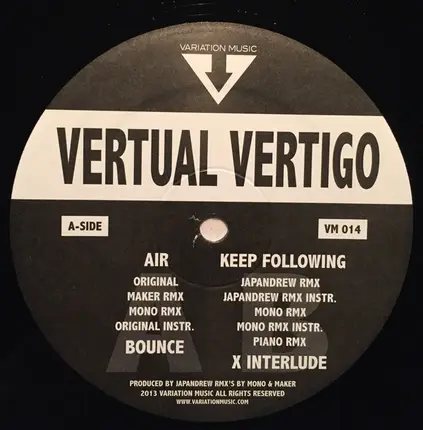 VARIATION MUSIC
VERTUAL VERTIGO
A-SIDE
VM 014
A B
AIR
ORIGINAL
MAKER RMX
MONO RMX
ORIGINAL INSTR.
BOUNCE
KEEP FOLLOWING
JAPANDREW RMX
JAPANDREW RMX INSTR.
MONO RMX
MONO RMX INSTR.
PIANO RMX
X INTERLUDE
PRODUCED BY JAPANDREW RMX'S BY MONO & MAKER
2013 VARIATION MUSIC ALL RIGHTS RESERVED
WWW.VARIATIONMUSIC.COM